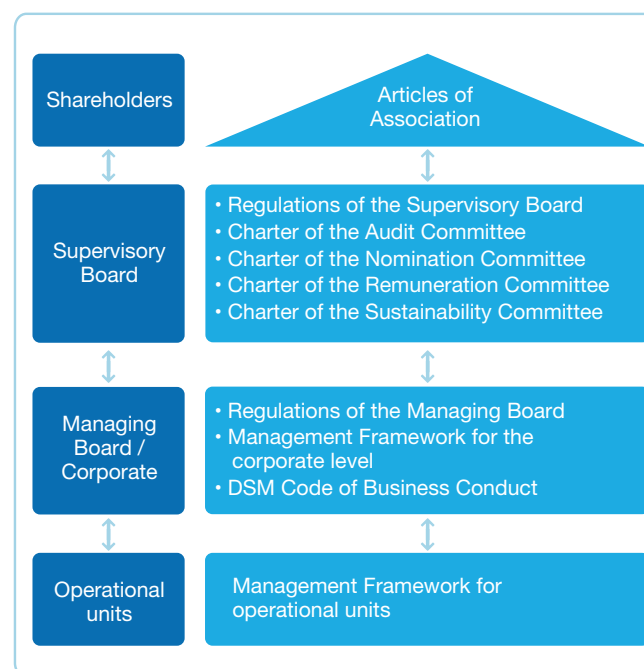 Shareholders
Articles of
Association
Supervisory
Board
• Regulations of the Supervisory Board
• Charter of the Audit Committee
• Charter of the Nomination Committee
• Charter of the Remuneration Committee
• Charter of the Sustainability Committee
Managing
Board /
Corporate
• Regulations of the Managing Board
• Management Framework for the
corporate level
• DSM Code of Business Conduct
Operational
units
Management Framework for
operational units